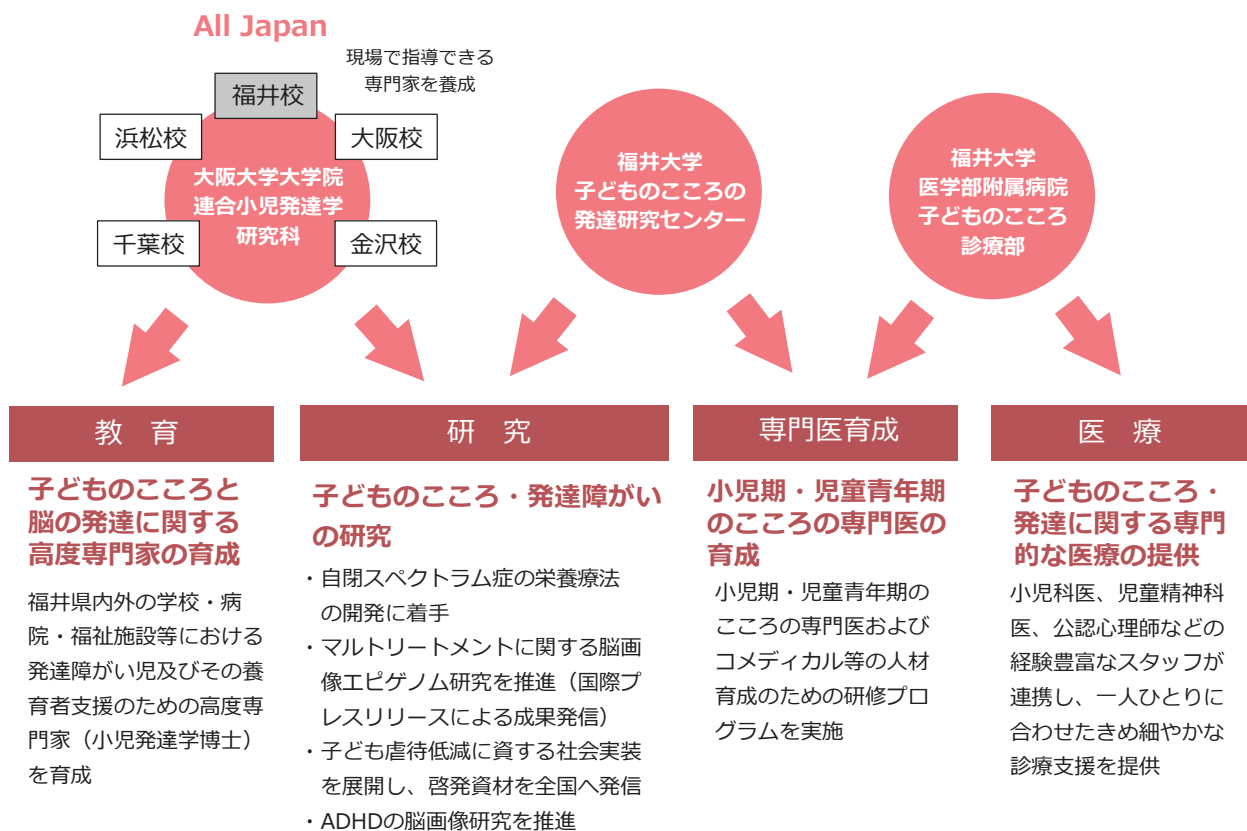 All Japan
現場で指導できる
専門家を養成
福井校
浜松校
大阪校
大阪大学大学院
連合小児発達学
研究科
千葉校
金沢校
福井大学
子どものこころの
発達研究センター
福井大学
医学部附属病院
子どものこころ
診療部
教 育
子どものこころと
脳の発達に関する
高度専門家の育成
福井県内外の学校・病
院・福祉施設等における
発達障がい児及びその養
育者支援のための高度専
門家（小児発達学博士）
を育成
研 究
子どものこころ・発達障がい
の研究
・自閉スペクトラム症の栄養療法
の開発に着手
・マルトリートメントに関する脳画
像エピゲノム研究を推進（国際プ
レスリリースによる成果発信）
・子ども虐待低減に資する社会実装
を展開し、啓発資材を全国へ発信
・ADHDの脳画像研究を推進
専門医育成
小児期・児童青年期
のこころの専門医の
育成
小児期・児童青年期の
こころの専門医および
コメディカル等の人材
育成のための研修プロ
グラムを実施
医 療
子どものこころ・
発達に関する専門
的な医療の提供
小児科医、児童精神科
医、公認心理師などの
経験豊富なスタッフが
連携し、一人ひとりに
合わせたきめ細やかな
診療支援を提供